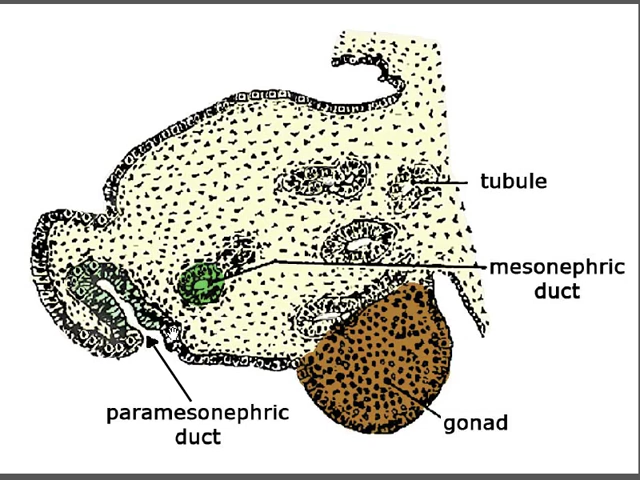 tubule
mesonephric
duct
paramesonephric
duct
gonad